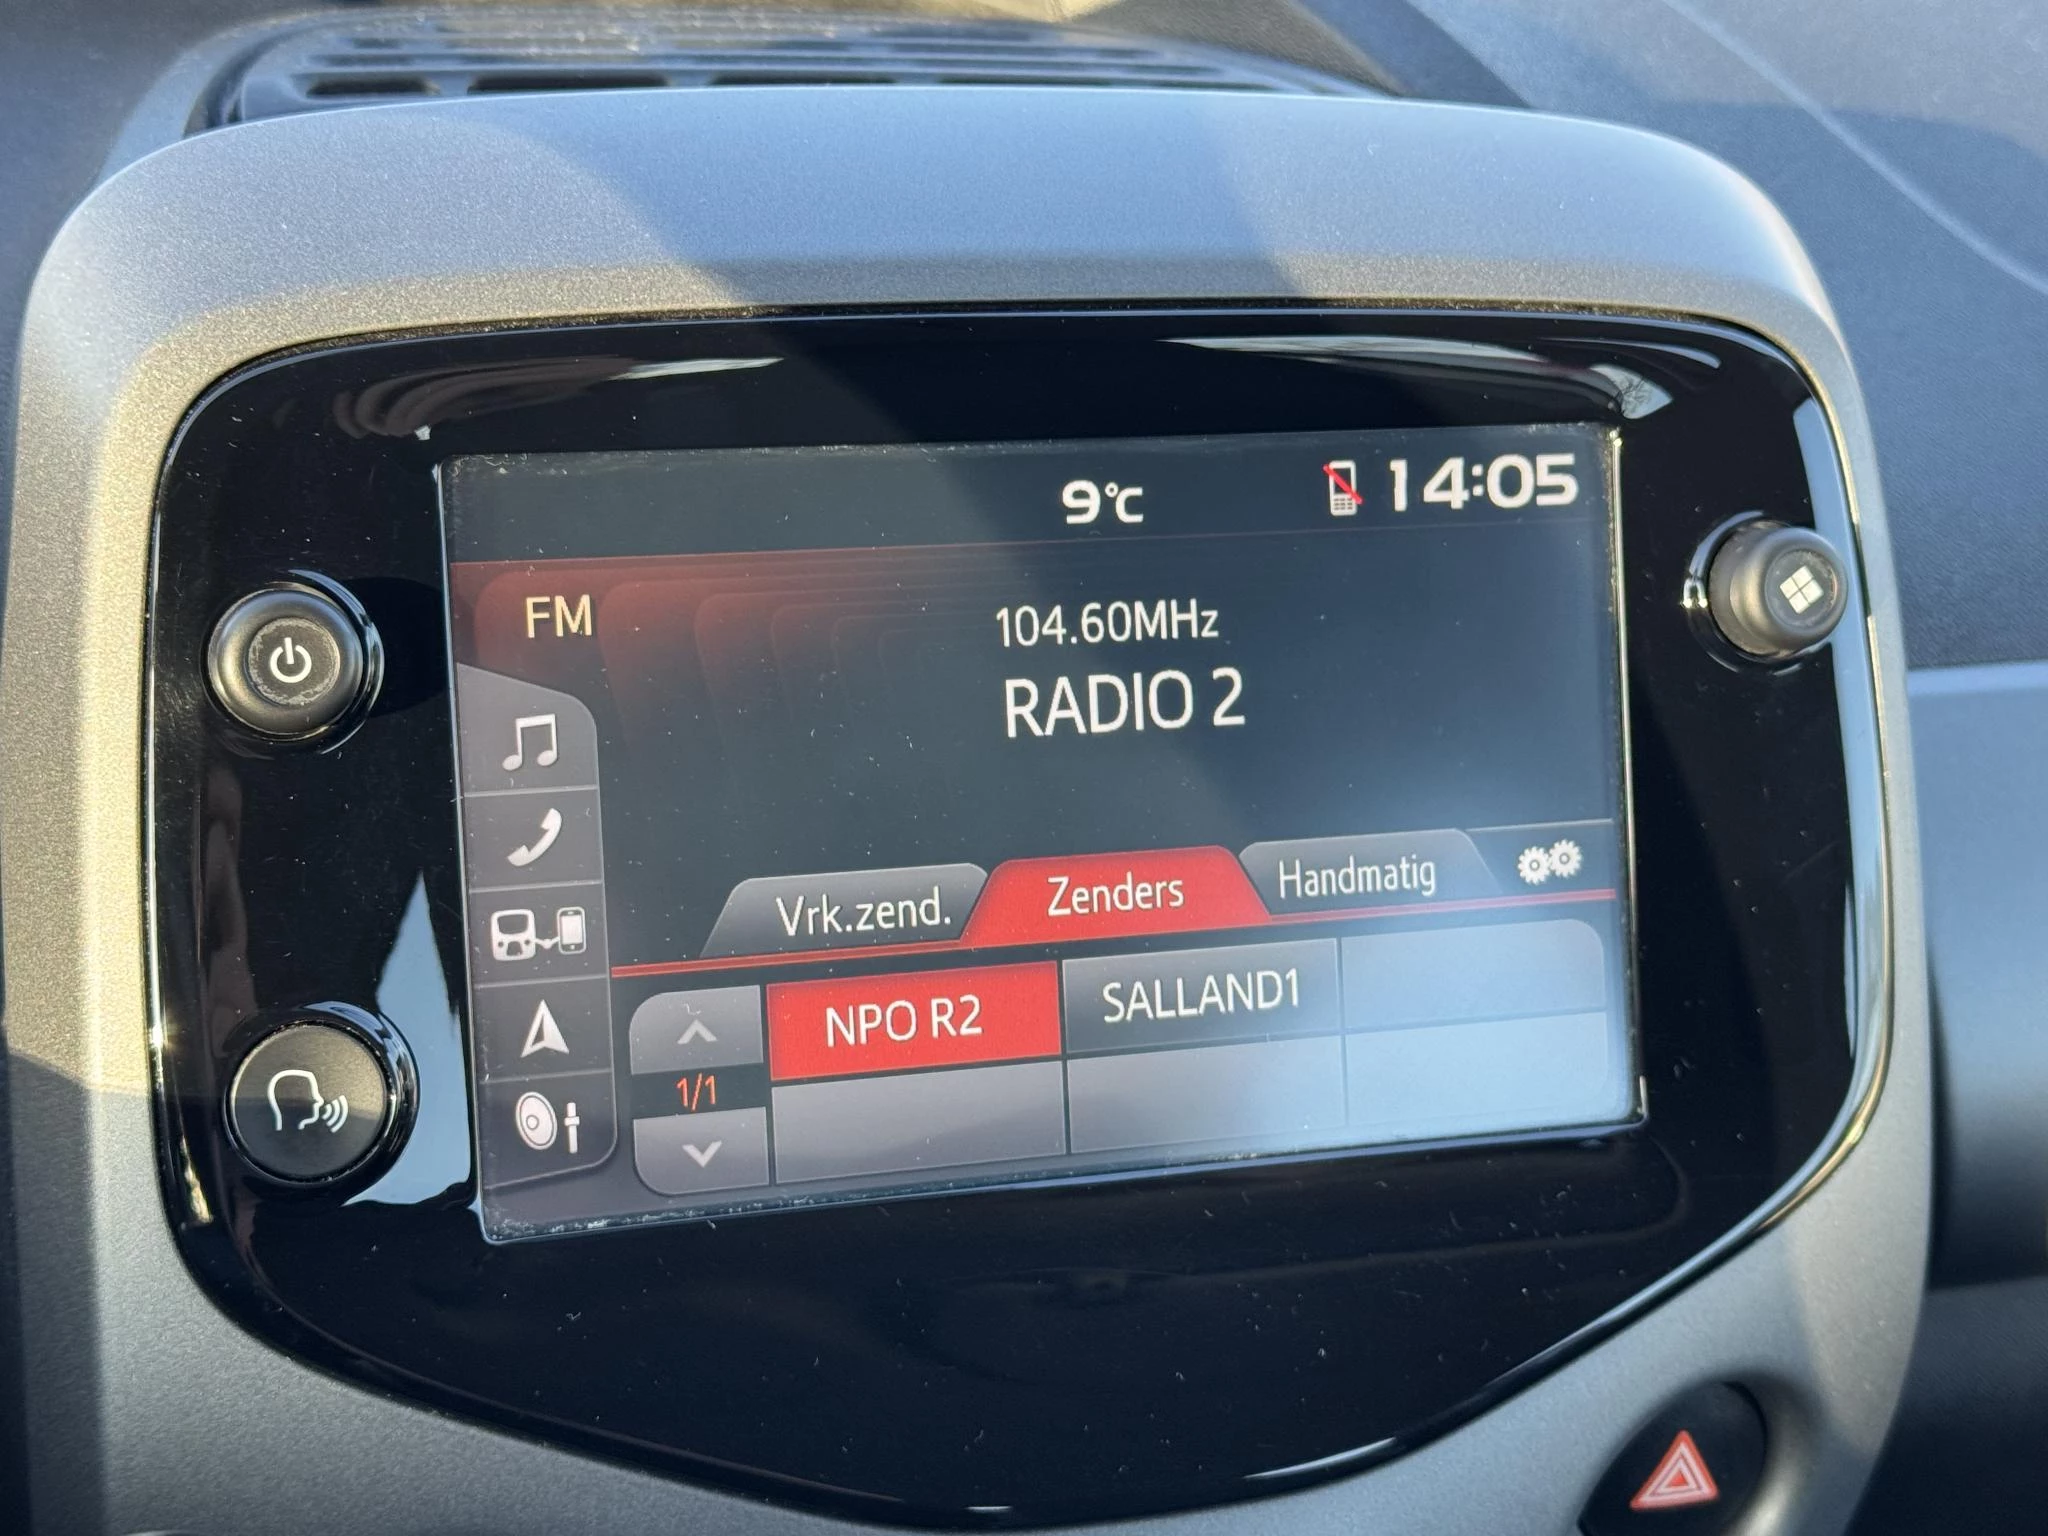 9°C
14:05
FM
104.60MHz
RADIO 2
Vrk.zend.
Zenders
Handmatig
NPO R2
SALLAND1
1/1